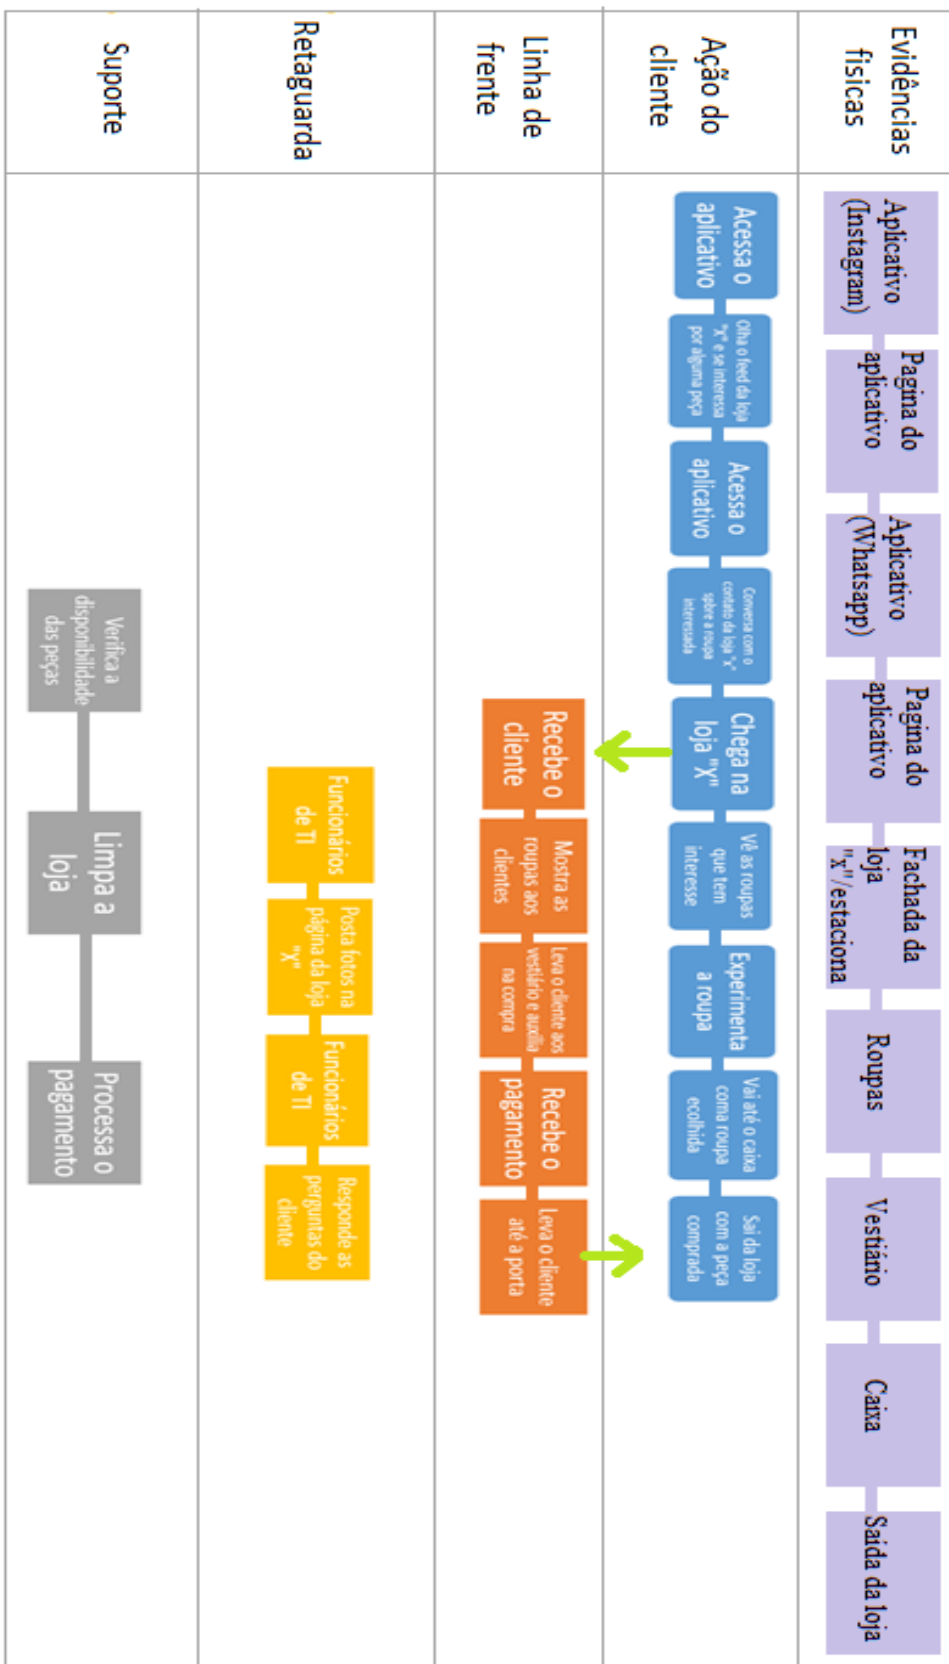 Evidências
fisicas
Aplicativo
(Instagram)
Pagina do
aplicativo
Aplicativo
(Whatsapp)
Pagina do
aplicativo
Fachada da
loja
"x"/estaciona
Roupas
Vestiário
Caixa
Saida da loja
Ação do
cliente
Acessa o
aplicativo
Olha o feed da loja
"X" e se interessa
por alguma peça
Acessa o
aplicativo
Conversa com o
contato da loja "x"
spbre a roupa
interessada
Chega na
loja "X"
Vê as roupas
que tem
interesse
Experimenta
a roupa
Vai até o caixa
coma roupa
ecolhida
Sai da loja
com a peça
comprada
Linha de
frente
Recebe o
cliente
Mostra as
roupas aos
clientes
Leva o cliente aos
vestiário e auxilia
na compra
Recebe o
pagamento
Leva o cliente
até a porta
Retaguarda
Funcionários
de TI
Posta fotos na
página da loja
"X"
Funcionários
de TI
Responde as
perguntas do
cliente
Suporte
Verifica a
disponibilidade
das peças
Limpa a
loja
Processa o
pagamento